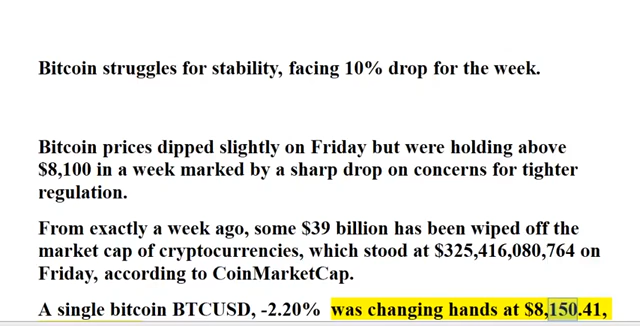 Bitcoin struggles for stability, facing 10% drop for the week.
Bitcoin prices dipped slightly on Friday but were holding above
$8,100 in a week marked by a sharp drop on concerns for tighter
regulation.
From exactly a week ago, some $39 billion has been wiped off the
market cap of cryptocurrencies, which stood at $325,416,080,764 on
Friday, according to CoinMarketCap.
A single bitcoin BTCUSD, -2.20% was changing hands at $8,150.41,